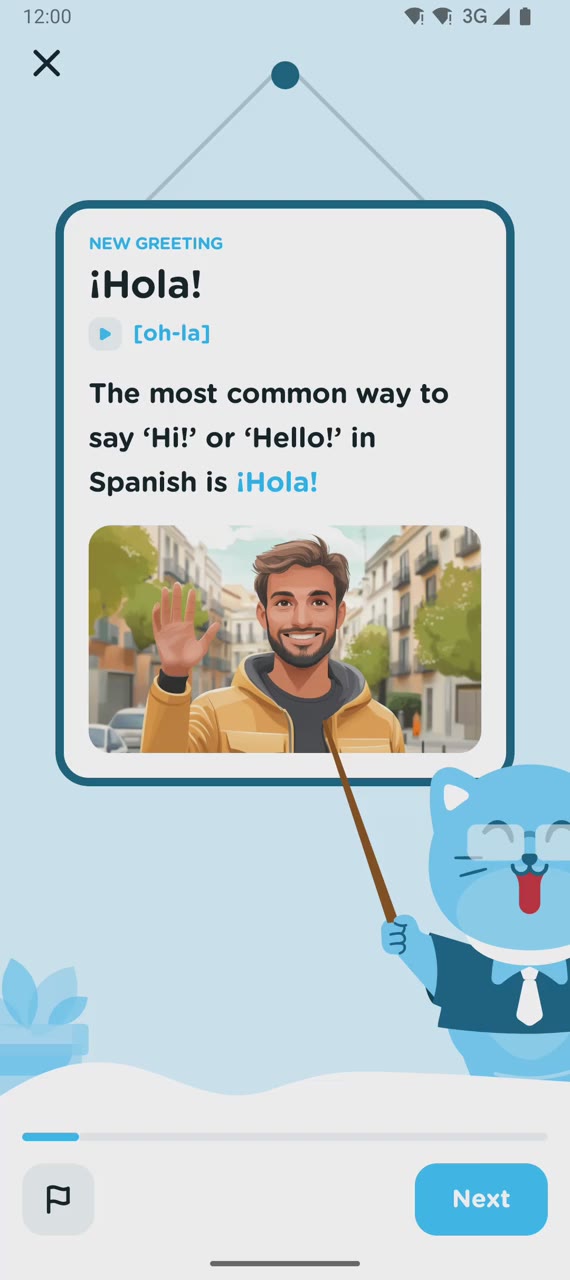 12:00
3G
NEW GREETING
¡Hola!
[oh-la]
The most common way to
say ‘Hi!’ or ‘Hello!’ in
Spanish is ¡Hola!
Next